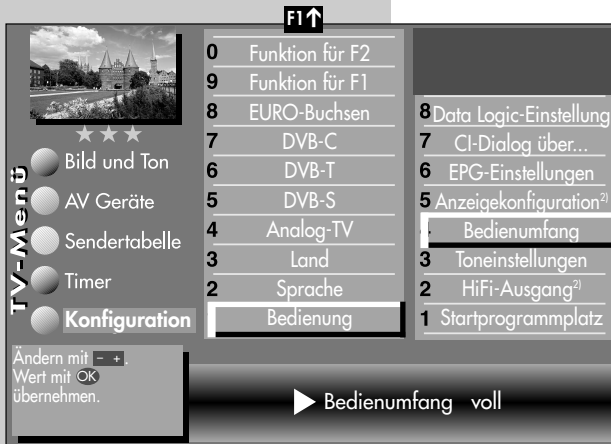 F1↑
0 Funktion für F2
9 Funktion für F1
8 EURO-Buchsen
7 DVB-C
6 DVB-T
5 DVB-S
4 Analog-TV
3 Land
2 Sprache
Bedienung
8 Data Logic-Einstellung
7 CI-Dialog über...
6 EPG-Einstellungen
5 Anzeigekonfiguration2)
Bedienumfang
3 Toneinstellungen
2 HiFi-Ausgang2)
1 Startprogrammplatz
TV-Menü
Bild und Ton
AV Geräte
Sendertabelle
Timer
Konfiguration
Ändern mit - +.
Wert mit OK
übernehmen.
Bedienumfang voll